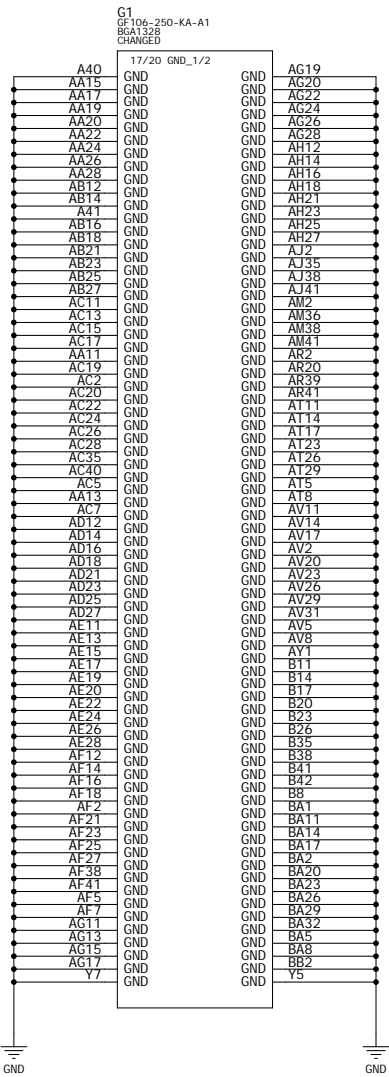 G1
GF106-250-KA-A1
BGA1328
CHANGED
17/20 GND_1/2
A40 GND GND AG19
AA15 GND GND AG20
AA17 GND GND AG22
AA19 GND GND AG24
AA20 GND GND AG26
AA22 GND GND AG28
AA24 GND GND AH12
AA26 GND GND AH14
AA28 GND GND AH16
AB12 GND GND AH18
AB14 GND GND AH21
A41 GND GND AH23
AB16 GND GND AH25
AB18 GND GND AH27
AB21 GND GND AJ2
AB23 GND GND AJ35
AB25 GND GND AJ38
AB27 GND GND AJ41
AC11 GND GND AM2
AC13 GND GND AM36
AC15 GND GND AM38
AC17 GND GND AM41
AA11 GND GND AR2
AC19 GND GND AR20
AC2 GND GND AR39
AC20 GND GND AR41
AC22 GND GND AT11
AC24 GND GND AT14
AC26 GND GND AT17
AC28 GND GND AT23
AC35 GND GND AT26
AC40 GND GND AT29
AC5 GND GND AT5
AA13 GND GND AT8
AC7 GND GND AV11
AD12 GND GND AV14
AD14 GND GND AV17
AD16 GND GND AV2
AD18 GND GND AV20
AD21 GND GND AV23
AD23 GND GND AV26
AD25 GND GND AV29
AD27 GND GND AV31
AE11 GND GND AV5
AE13 GND GND AV8
AE15 GND GND AY1
AE17 GND GND B11
AE19 GND GND B14
AE20 GND GND B17
AE22 GND GND B20
AE24 GND GND B23
AE26 GND GND B26
AE28 GND GND B35
AF12 GND GND B38
AF14 GND GND B41
AF16 GND GND B42
AF18 GND GND B8
AF2 GND GND BA1
AF21 GND GND BA11
AF23 GND GND BA14
AF25 GND GND BA17
AF27 GND GND BA2
AF38 GND GND BA20
AF41 GND GND BA23
AF5 GND GND BA26
AF7 GND GND BA29
AG11 GND GND BA32
AG13 GND GND BA5
AG15 GND GND BA8
AG17 GND GND BB2
Y7 GND GND Y5
GND GND